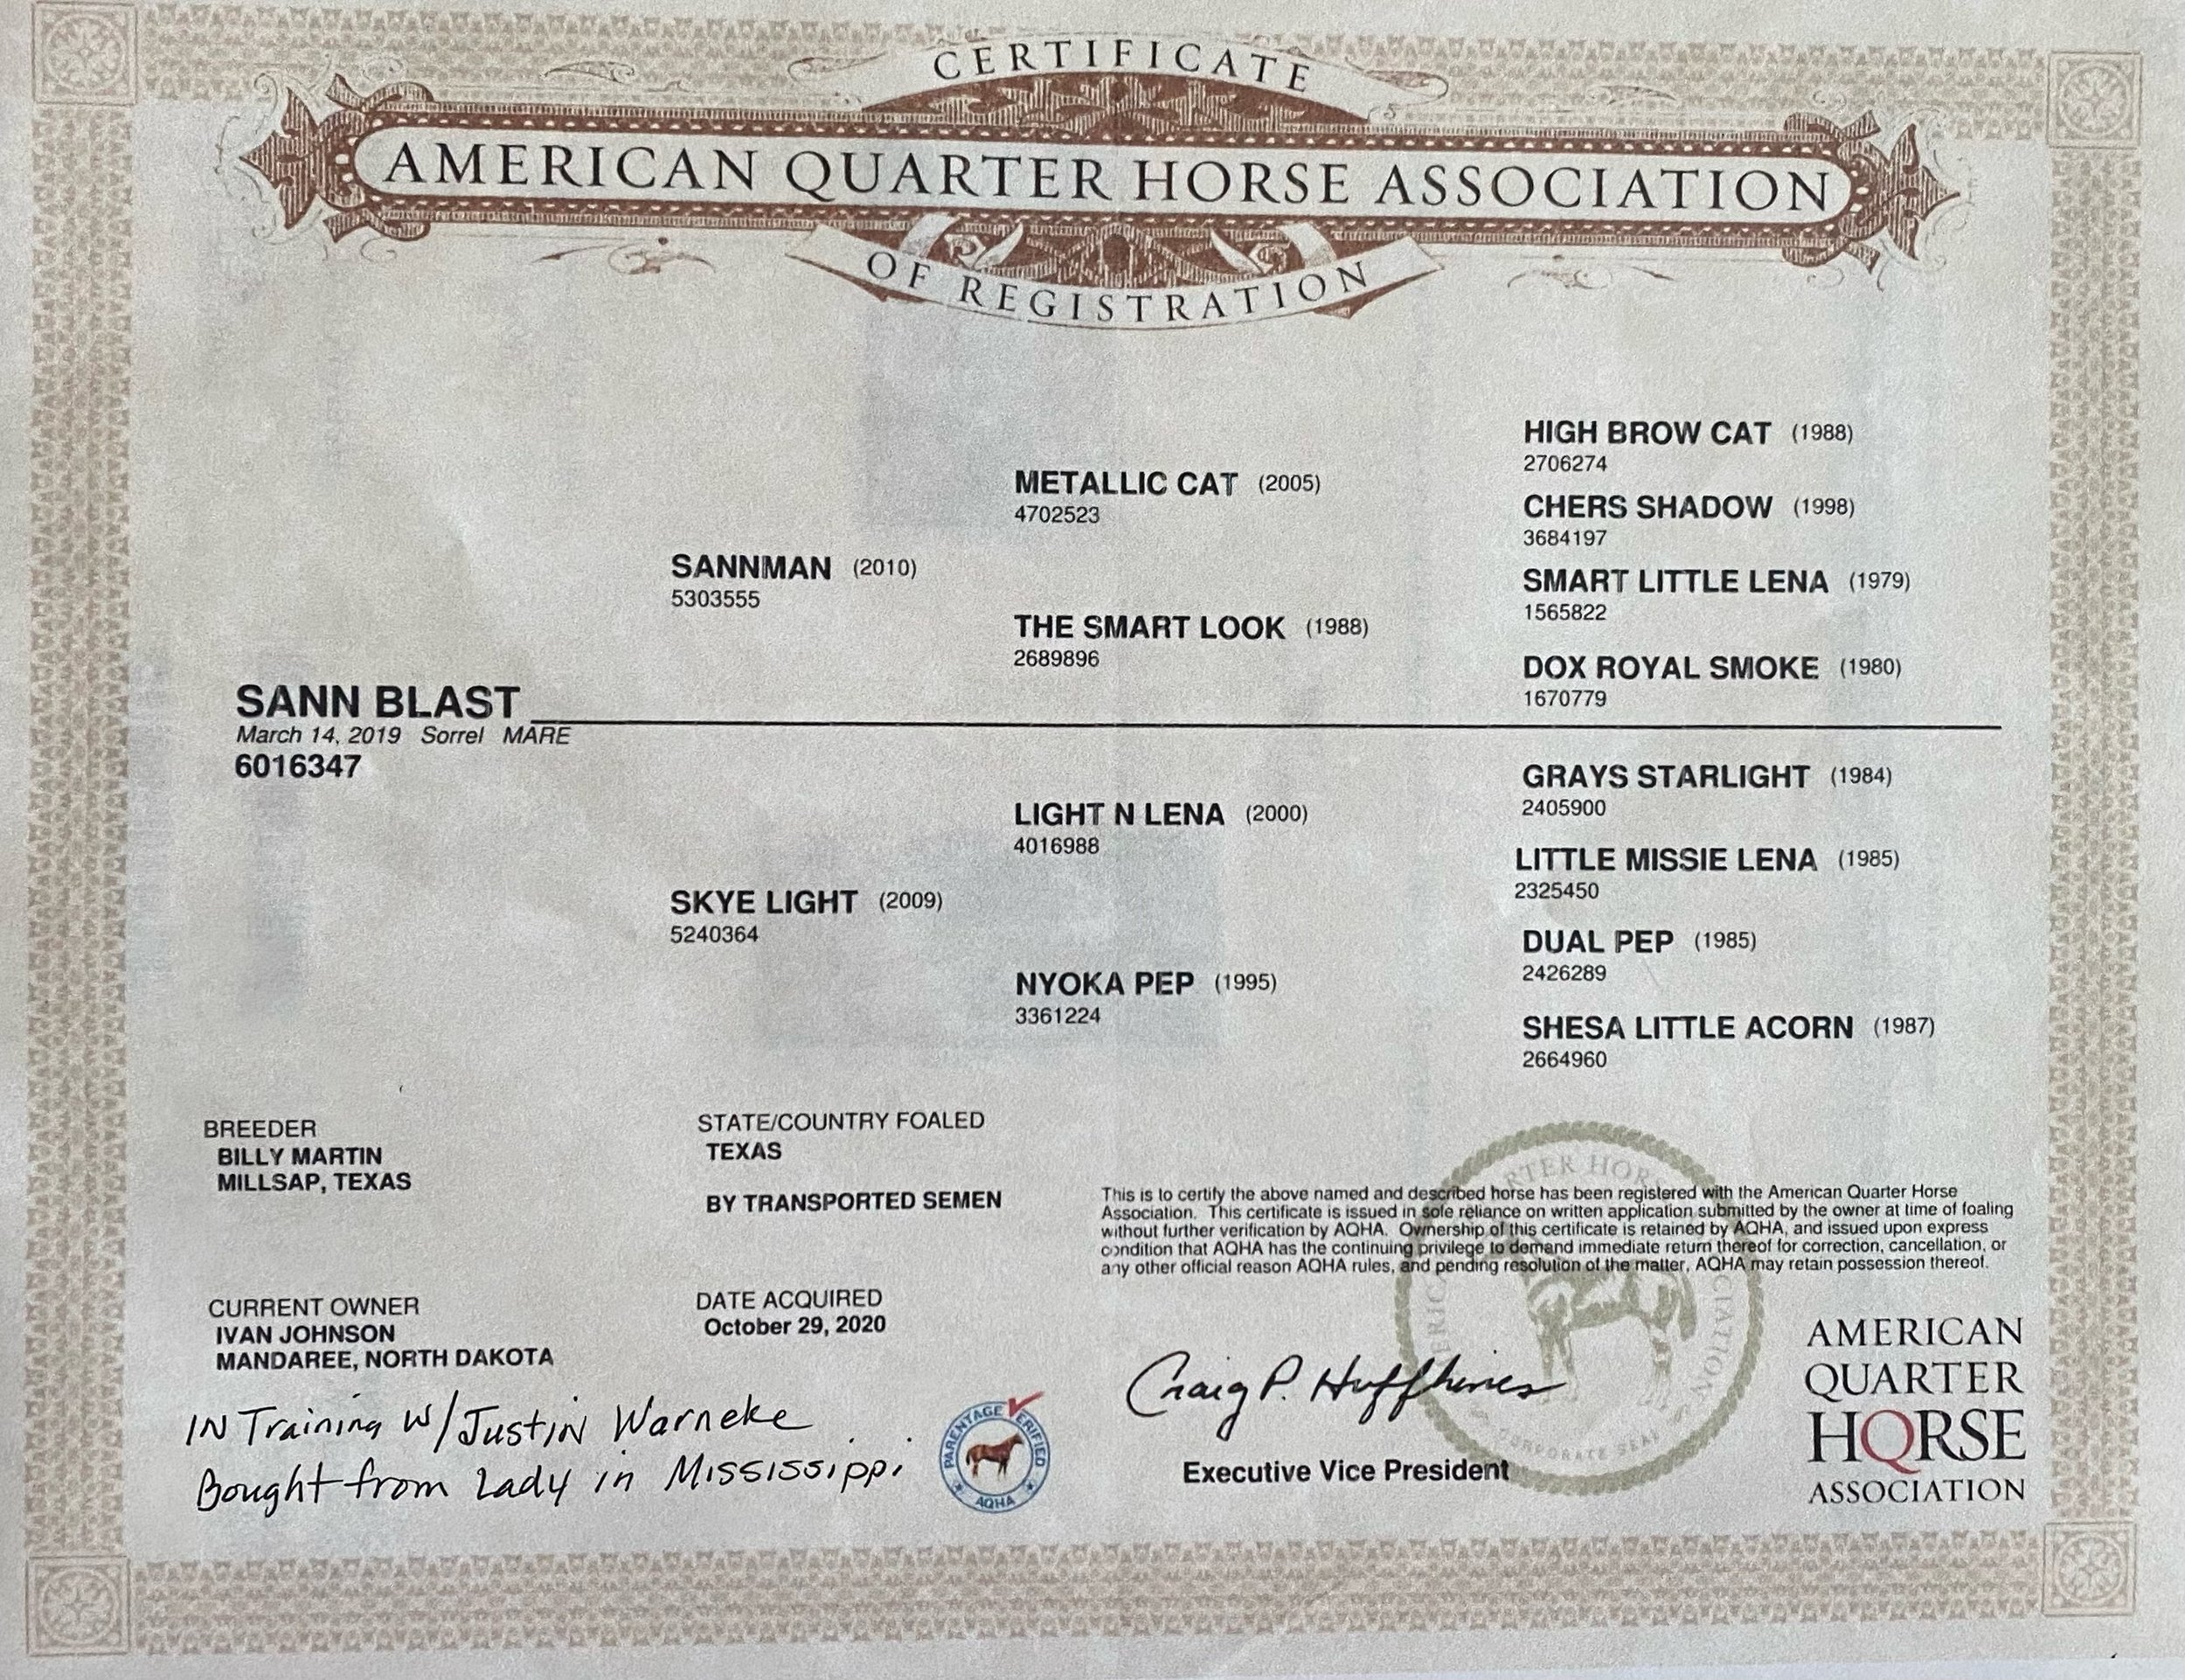 CERTIFICATE
AMERICAN QUARTER HORSE ASSOCIATION
OF REGISTRATION
HIGH BROW CAT (1988)
2706274
METALLIC CAT (2005)
4702523
CHERS SHADOW (1998)
3684197
SANNMAN (2010)
5303555
SMART LITTLE LENA (1979)
1565822
THE SMART LOOK (1988)
2689896
DOX ROYAL SMOKE (1980)
1670779
SANN BLAST
March 14, 2019 Sorrel MARE
6016347
GRAYS STARLIGHT (1984)
2405900
LIGHT N LENA (2000)
4016988
LITTLE MISSIE LENA (1985)
2325450
SKYE LIGHT (2009)
5240364
DUAL PEP (1985)
2426289
NYOKA PEP (1995)
3361224
SHESA LITTLE ACORN (1987)
2664960
BREEDER
BILLY MARTIN
MILLSAP, TEXAS
STATE/COUNTRY FOALED
TEXAS
BY TRANSPORTED SEMEN
This is to certify the above named and described horse has been registered with the American Quarter Horse
Association. This certificate is issued in sole reliance on written application submitted by the owner at time of foaling
without further verification by AQHA. Ownership of this certificate is retained by AQHA, and issued upon express
condition that AQHA has the continuing privilege to demand immediate return thereof for correction, cancellation, or
any other official reason AQHA rules, and pending resolution of the matter, AQHA may retain possession thereof.
CURRENT OWNER
IVAN JOHNSON
MANDAREE, NORTH DAKOTA
DATE ACQUIRED
October 29, 2020
IN Training w/Justin Warneke
Bought from Lady in Mississippi
PARENTAGE VERIFIED
AQHA
Craig P. Huffhines
Executive Vice President
CORPORATE SEAL
AMERICAN
QUARTER
HORSE
ASSOCIATION